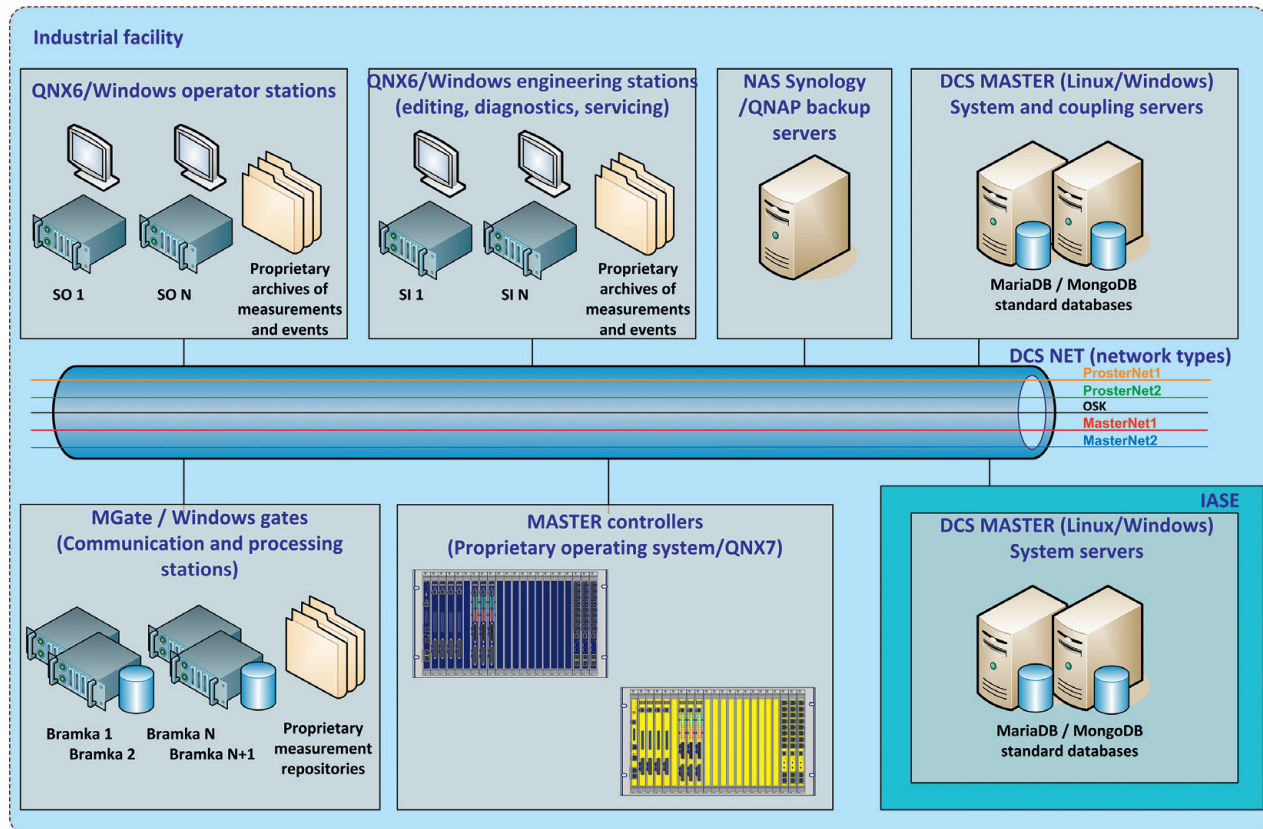 Industrial facility
QNX6/Windows operator stations
SO 1
SO N
Proprietary
archives of
measurements
and events
QNX6/Windows engineering stations
(editing, diagnostics, servicing)
SI 1
SI N
Proprietary
archives of
measurements
and events
NAS Synology
/QNAP backup
servers
DCS MASTER (Linux/Windows)
System and coupling servers
MariaDB / MongoDB
standard databases
DCS NET (network types)
ProsterNet1
ProsterNet2
OSK
MasterNet1
MasterNet2
MGate / Windows gates
(Communication and processing
stations)
Bramka 1
Bramka 2
Bramka N
Bramka N+1
Proprietary
measurement
repositories
MASTER controllers
(Proprietary operating system/QNX7)
IASE
DCS MASTER (Linux/Windows)
System servers
MariaDB / MongoDB
standard databases